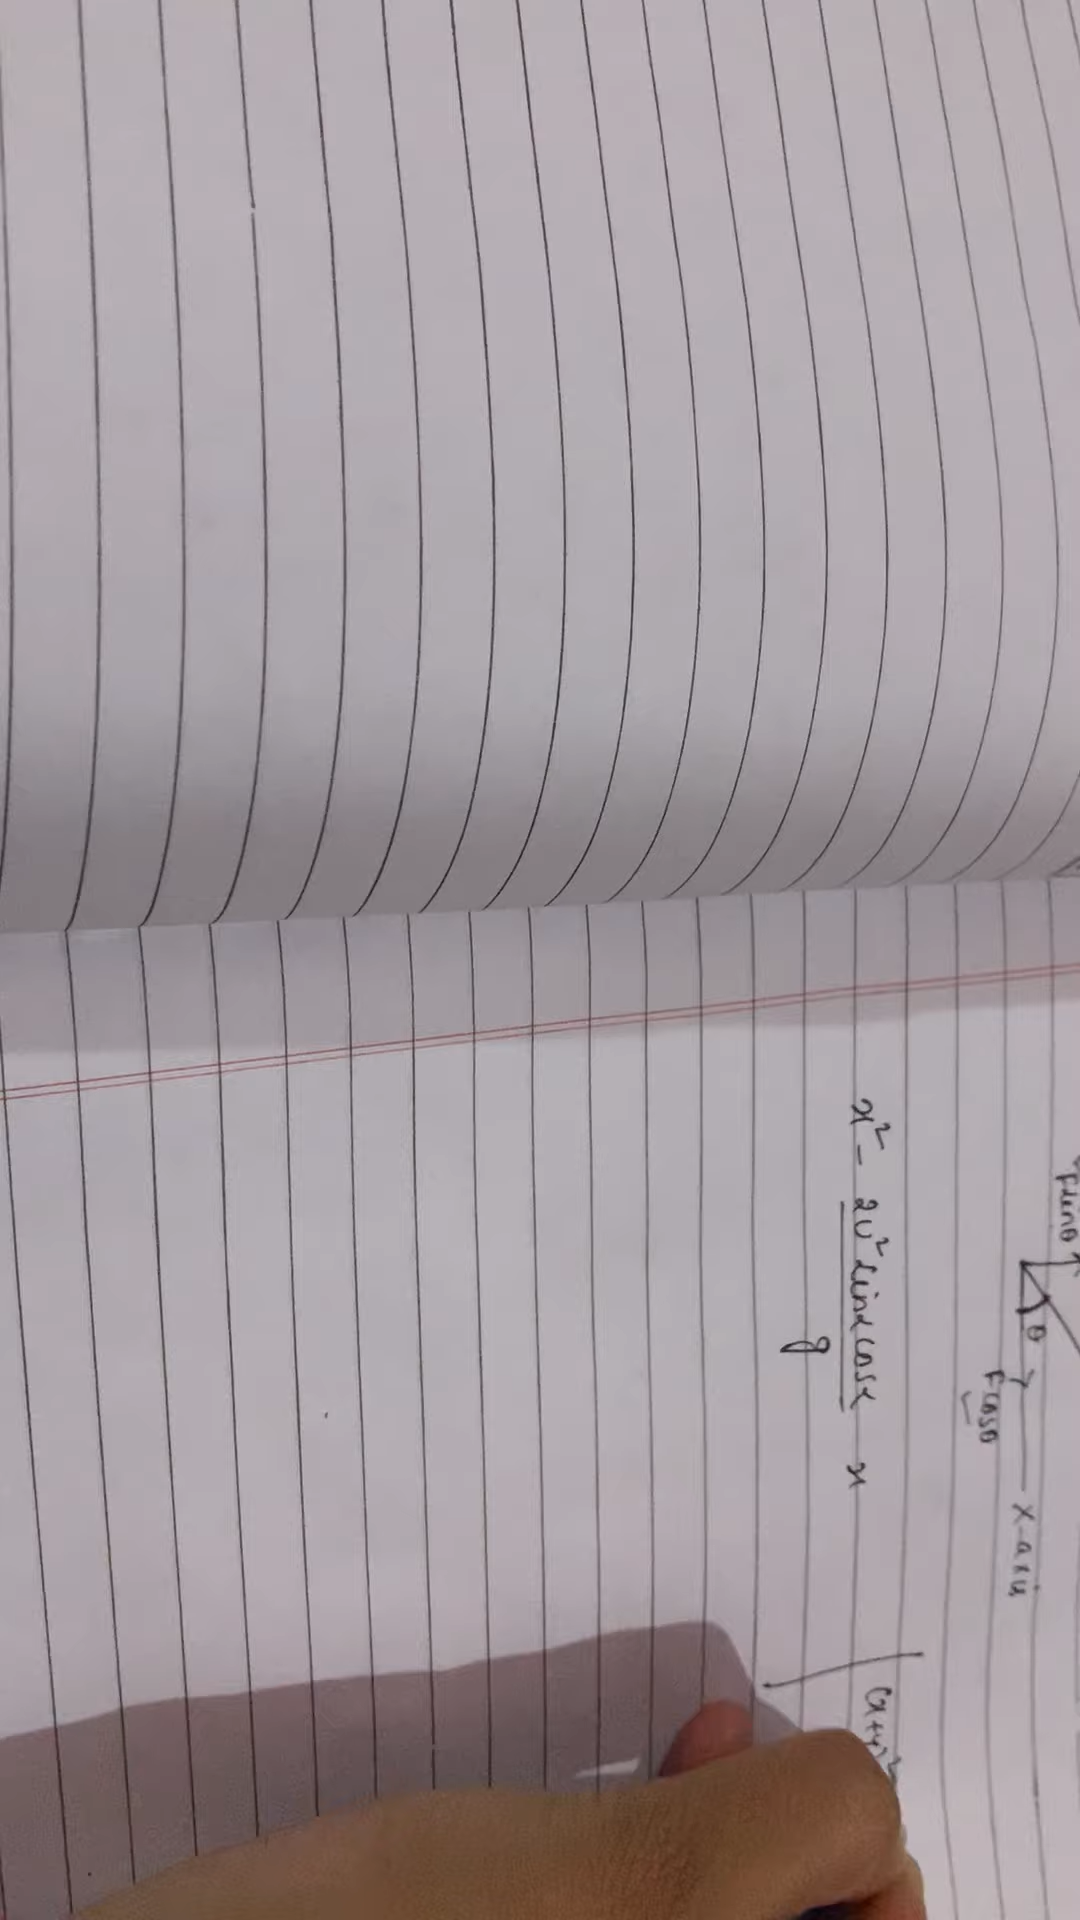 Fsinθ
θ
Fcosθ
X-axis
x² - 2u² sinα cosα x
g
(x+y)²